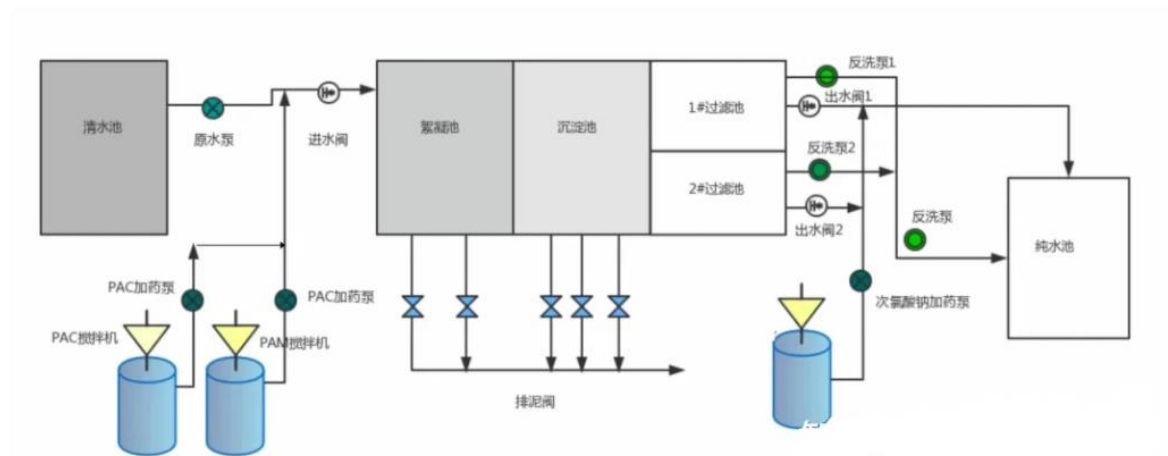 反洗泵1
出水阀1
清水池
原水泵
进水阀
絮凝池
沉淀池
1#过滤池
反洗泵2
2#过滤池
出水阀2
反洗泵
纯水池
PAC加药泵
PAC加药泵
次氯酸钠加药泵
PAC搅拌机
PAM搅拌机
排泥阀